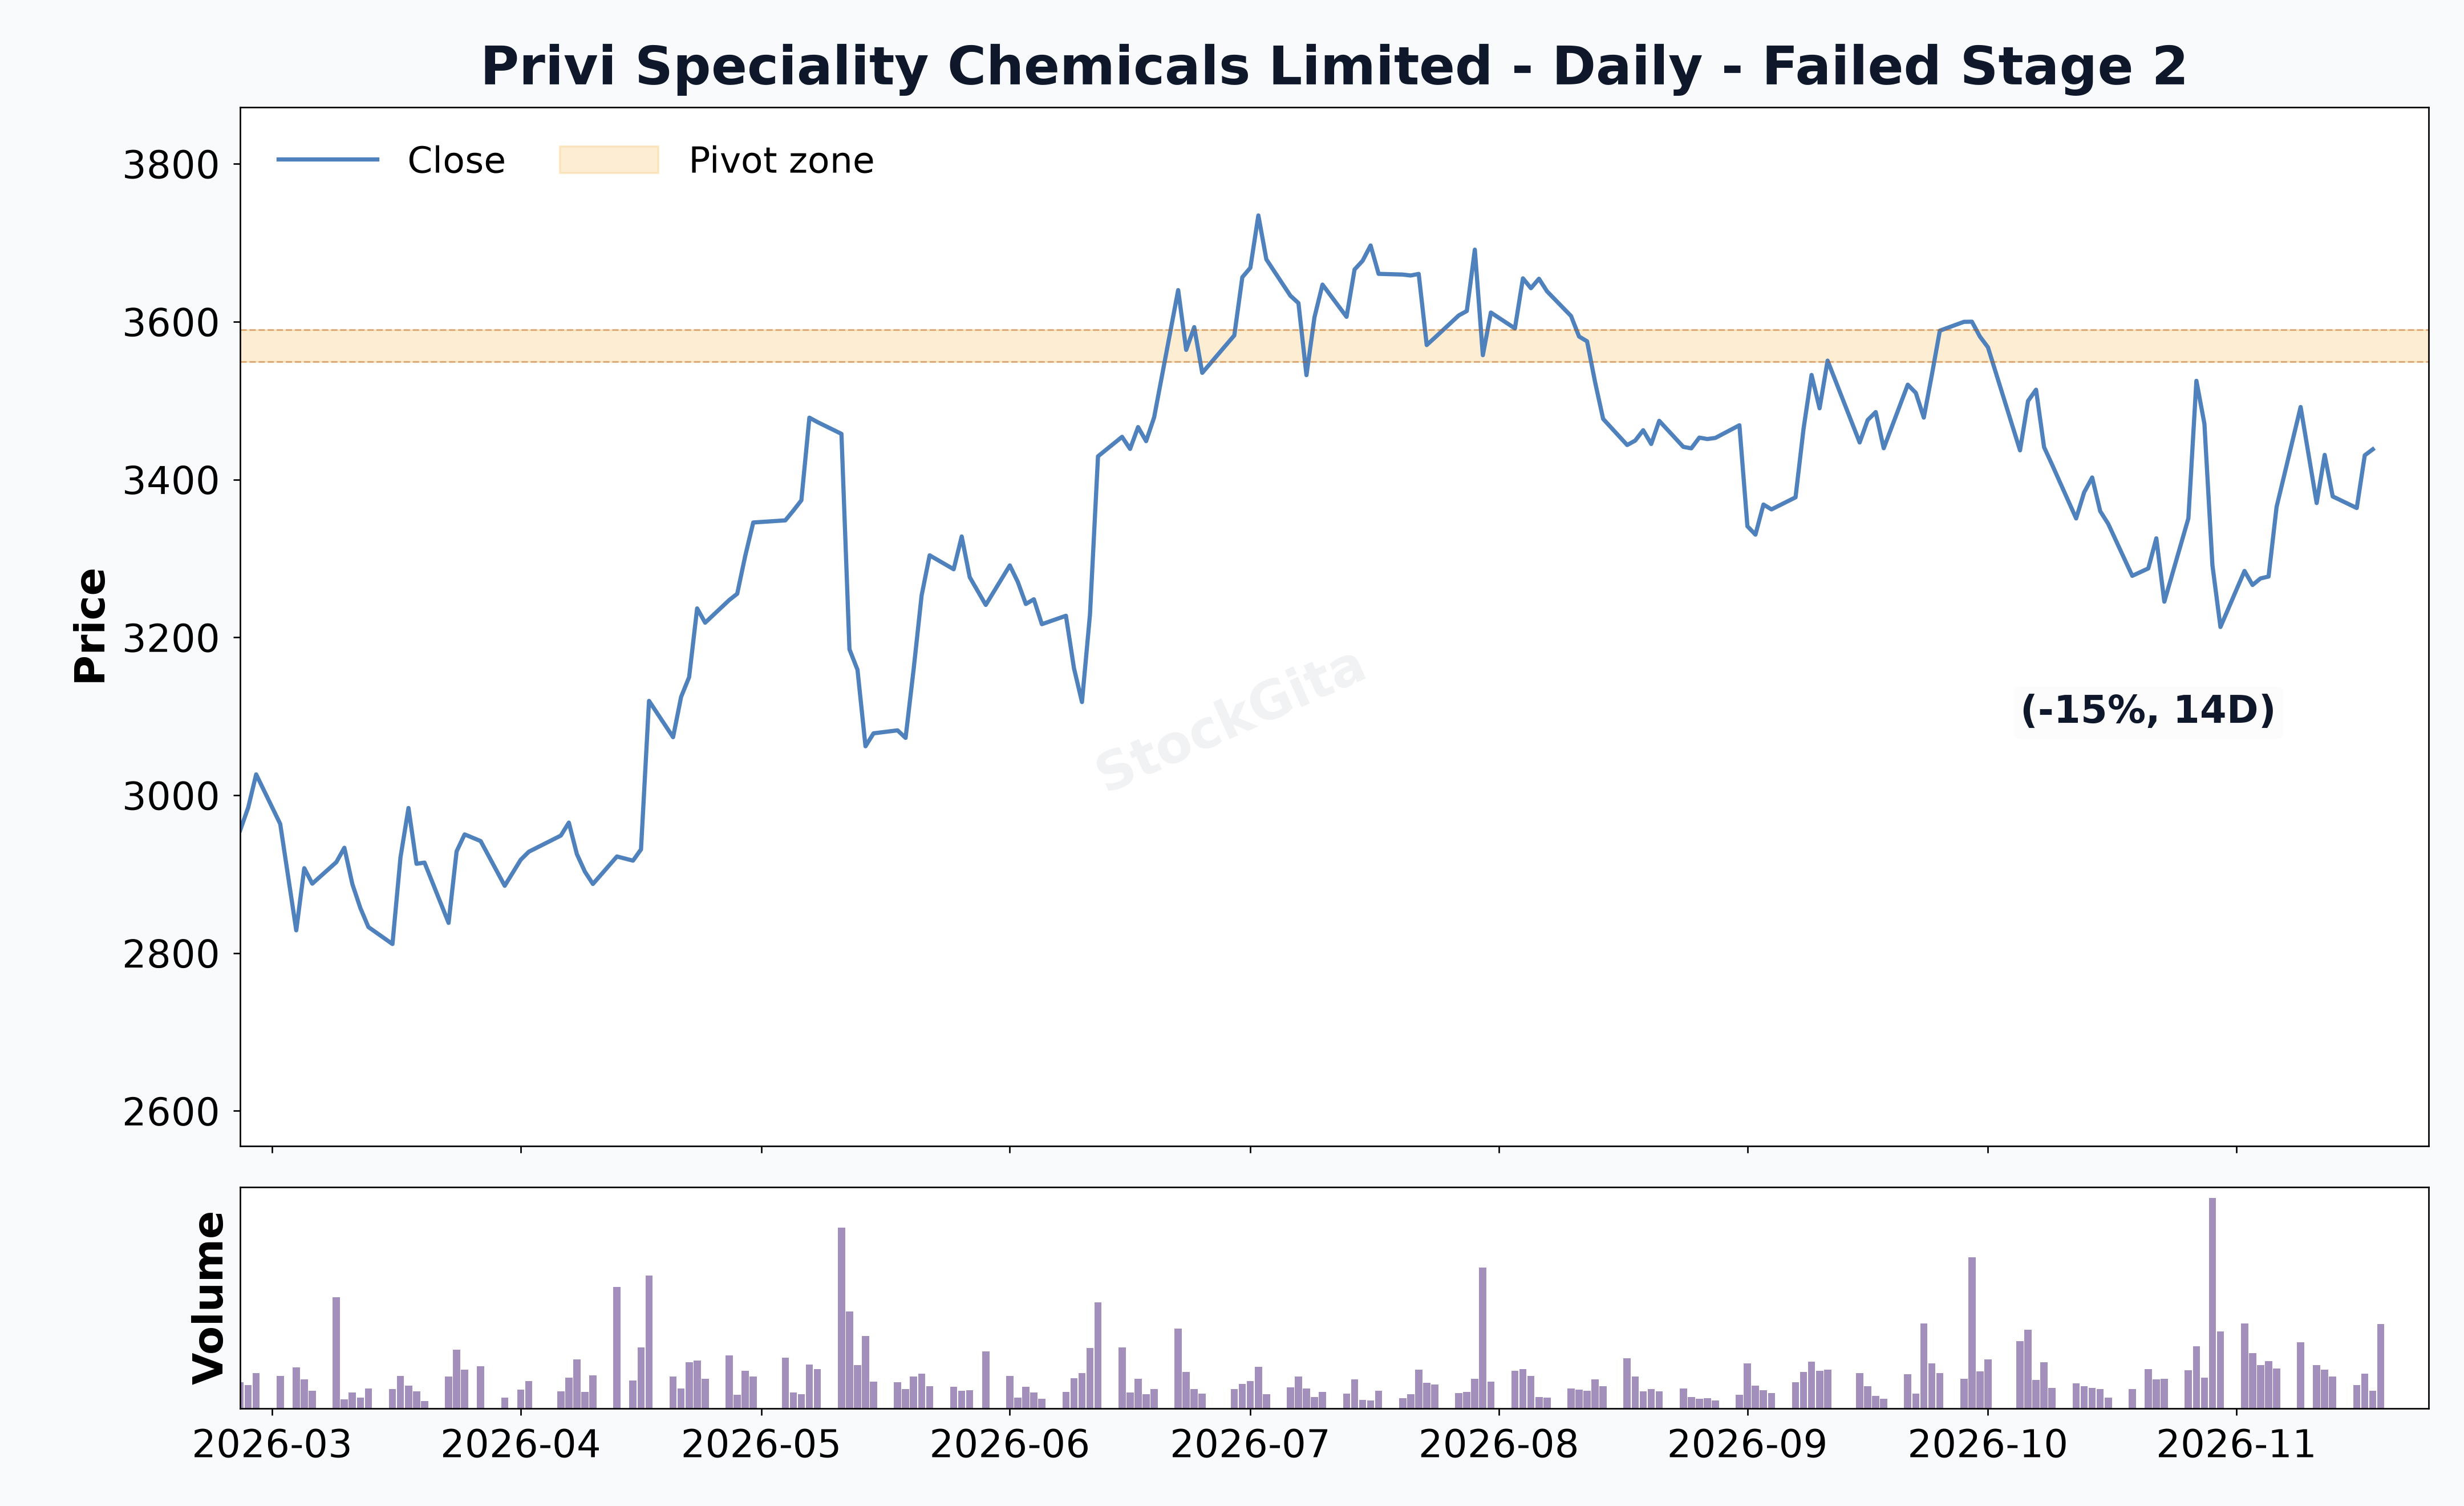 Privi Speciality Chemicals Limited - Daily - Failed Stage 2
Close
Pivot zone
3800
3600
3400
3200
3000
2800
2600
Price
StockGita
(-15%, 14D)
Volume
2026-03
2026-04
2026-05
2026-06
2026-07
2026-08
2026-09
2026-10
2026-11